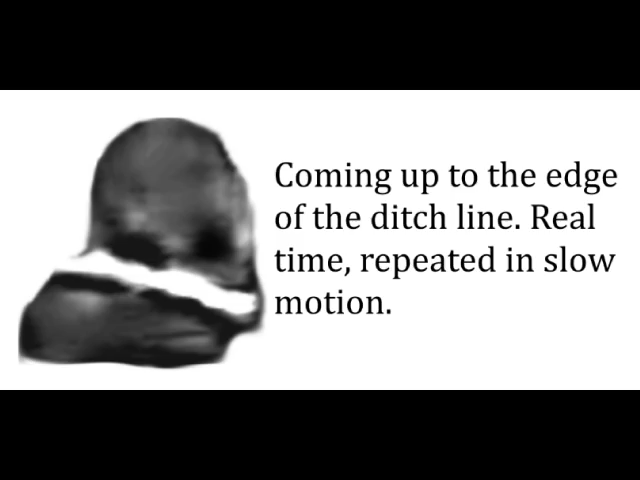 Coming up to the edge
of the ditch line. Real
time, repeated in slow
motion.